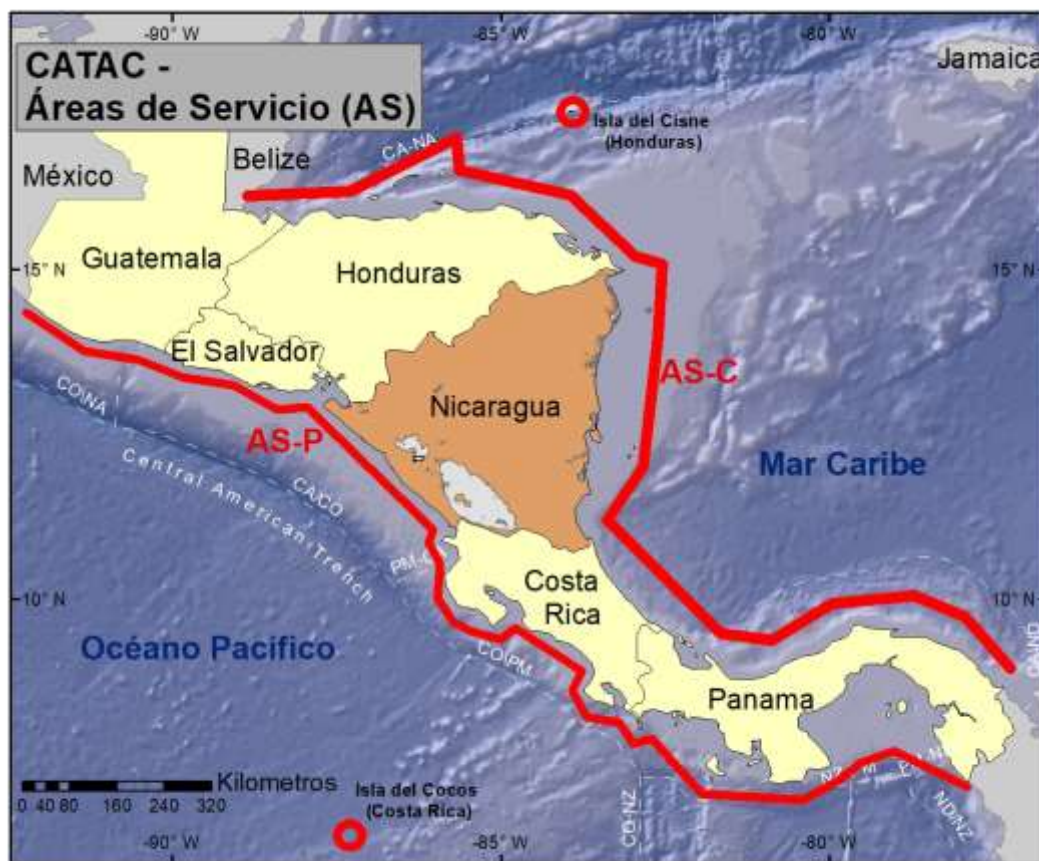 -90° W
-85° W
-80° W
CATAC -
Áreas de Servicio (AS)
Jamaica
Isla del Cisne
(Honduras)
CA-NA
Belize
México
Guatemala
Honduras
15° N
15° N
El Salvador
AS-C
CO\NA
Nicaragua
AS-P
Mar Caribe
CA/CO
Central American Trench
Costa
Rica
10° N
10° N
Océano Pacífico
CO\PM
Panama
Kilometros
0 40 80 160 240 320
Isla del Cocos
(Costa Rica)
CO-NZ
ND/NZ
-90° W
-85° W
-80° W